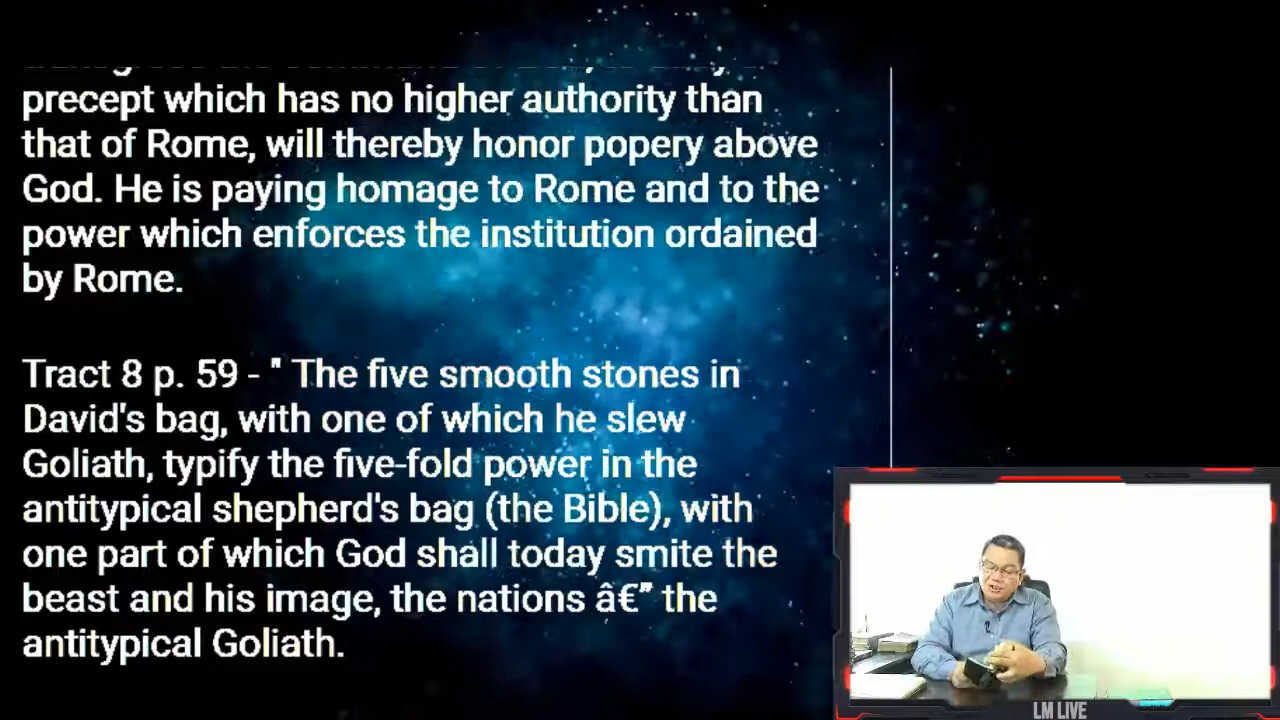 precept which has no higher authority than
that of Rome, will thereby honor popery above
God. He is paying homage to Rome and to the
power which enforces the institution ordained
by Rome.
Tract 8 p. 59 - " The five smooth stones in
David's bag, with one of which he slew
Goliath, typify the five-fold power in the
antitypical shepherd's bag (the Bible), with
one part of which God shall today smite the
beast and his image, the nations â€” the
antitypical Goliath.
LM LIVE